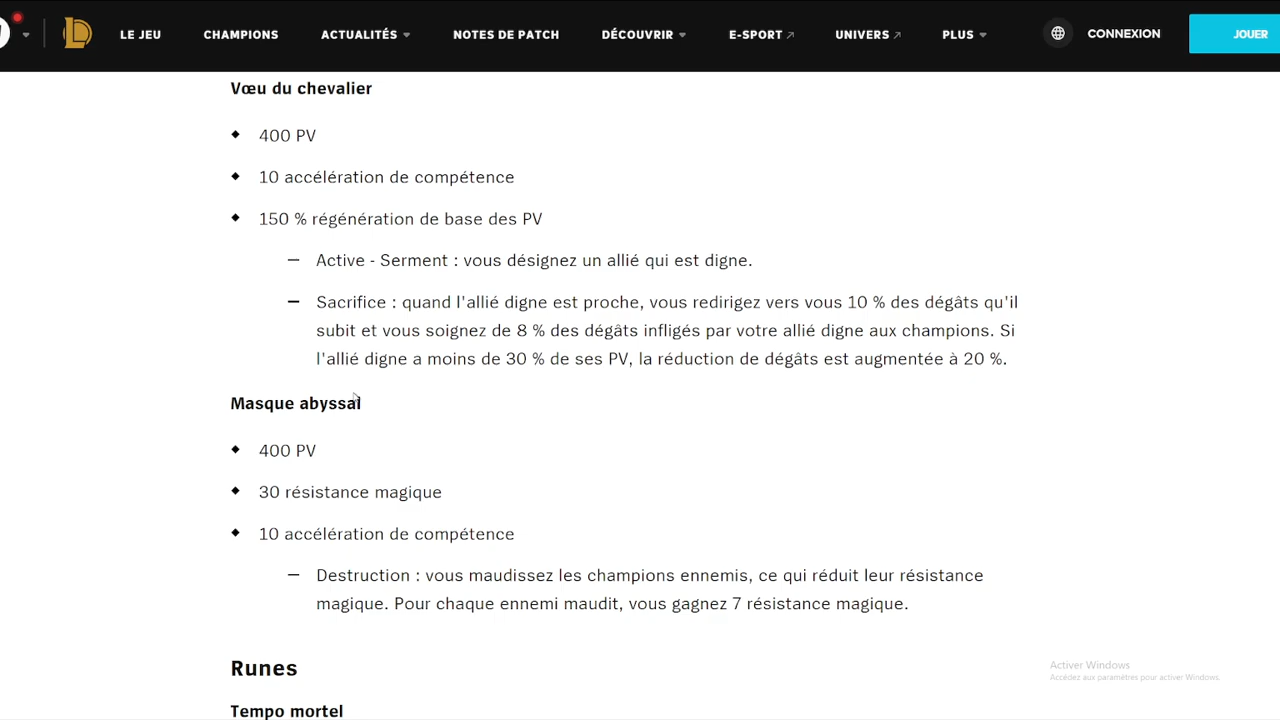 LE JEU CHAMPIONS ACTUALITÉS NOTES DE PATCH DÉCOUVRIR E-SPORT UNIVERS PLUS CONNEXION JOUER
Vœu du chevalier
400 PV
10 accélération de compétence
150 % régénération de base des PV
— Active - Serment : vous désignez un allié qui est digne.
— Sacrifice : quand l'allié digne est proche, vous redirigez vers vous 10 % des dégâts qu'il
subit et vous soignez de 8 % des dégâts infligés par votre allié digne aux champions. Si
l'allié digne a moins de 30 % de ses PV, la réduction de dégâts est augmentée à 20 %.
Masque abyssal
400 PV
30 résistance magique
10 accélération de compétence
— Destruction : vous maudissez les champions ennemis, ce qui réduit leur résistance
magique. Pour chaque ennemi maudit, vous gagnez 7 résistance magique.
Runes
Activer Windows
Accédez aux paramètres pour activer Windows.
Tempo mortel